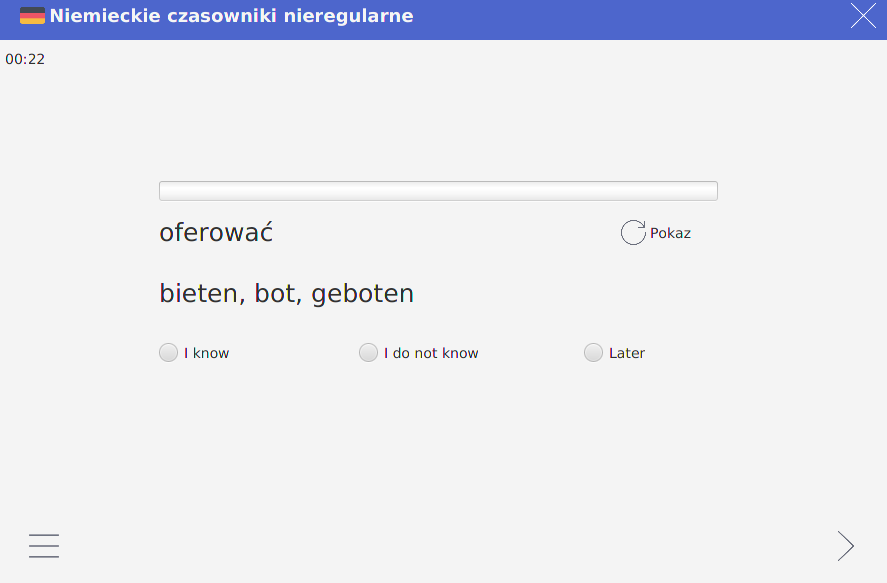 Niemieckie czasowniki nieregularne
00:22
oferować
Pokaz
bieten, bot, geboten
I know
I do not know
Later